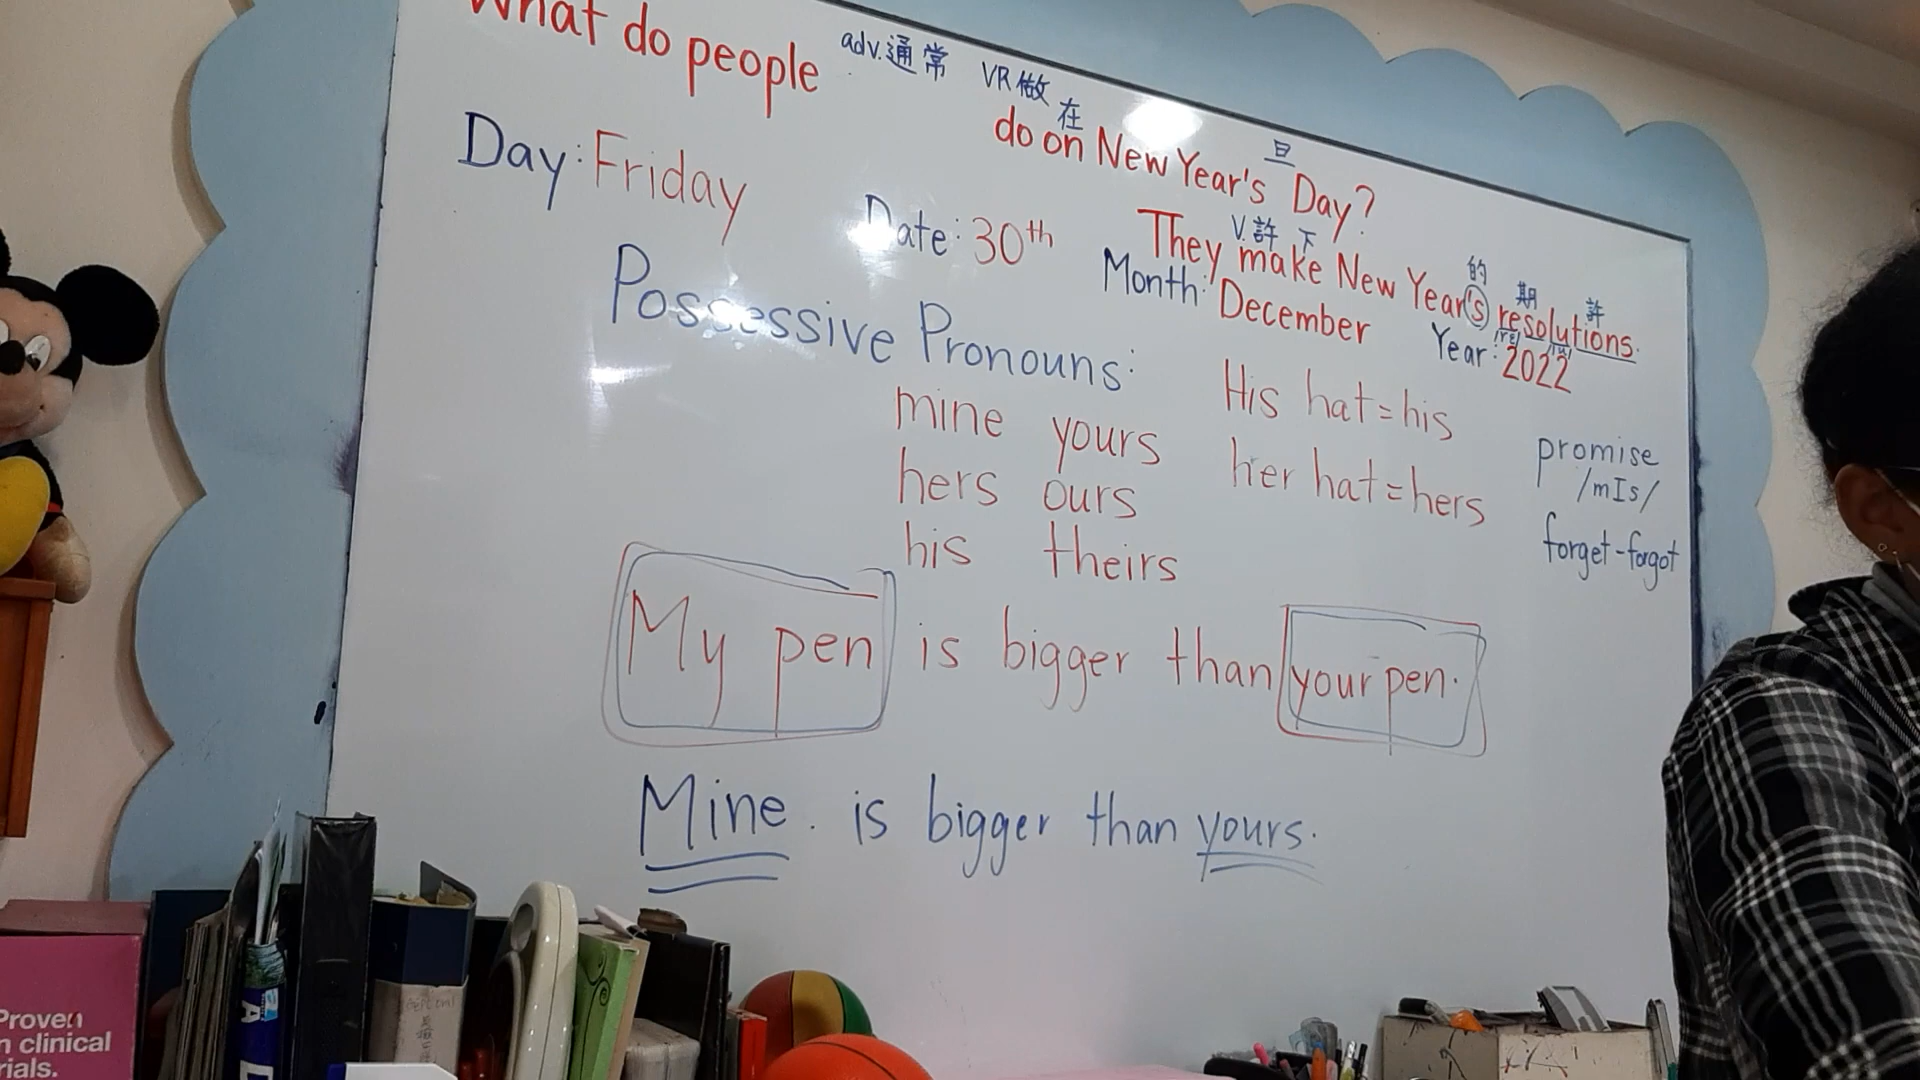 What do people
adv.通常 VR做
在
do on New Year's Day?
旦
Day: Friday
Date: 30th
They make New Year's resolutions.
V.許下
的 期 許
Month: December
Year: 2022
Possessive Pronouns:
mine yours
hers ours
his theirs
His hat = his
her hat = hers
promise
/mIs/
forget-forgot
My pen is bigger than your pen.
Mine. is bigger than yours.
Proven
n clinical
rials.